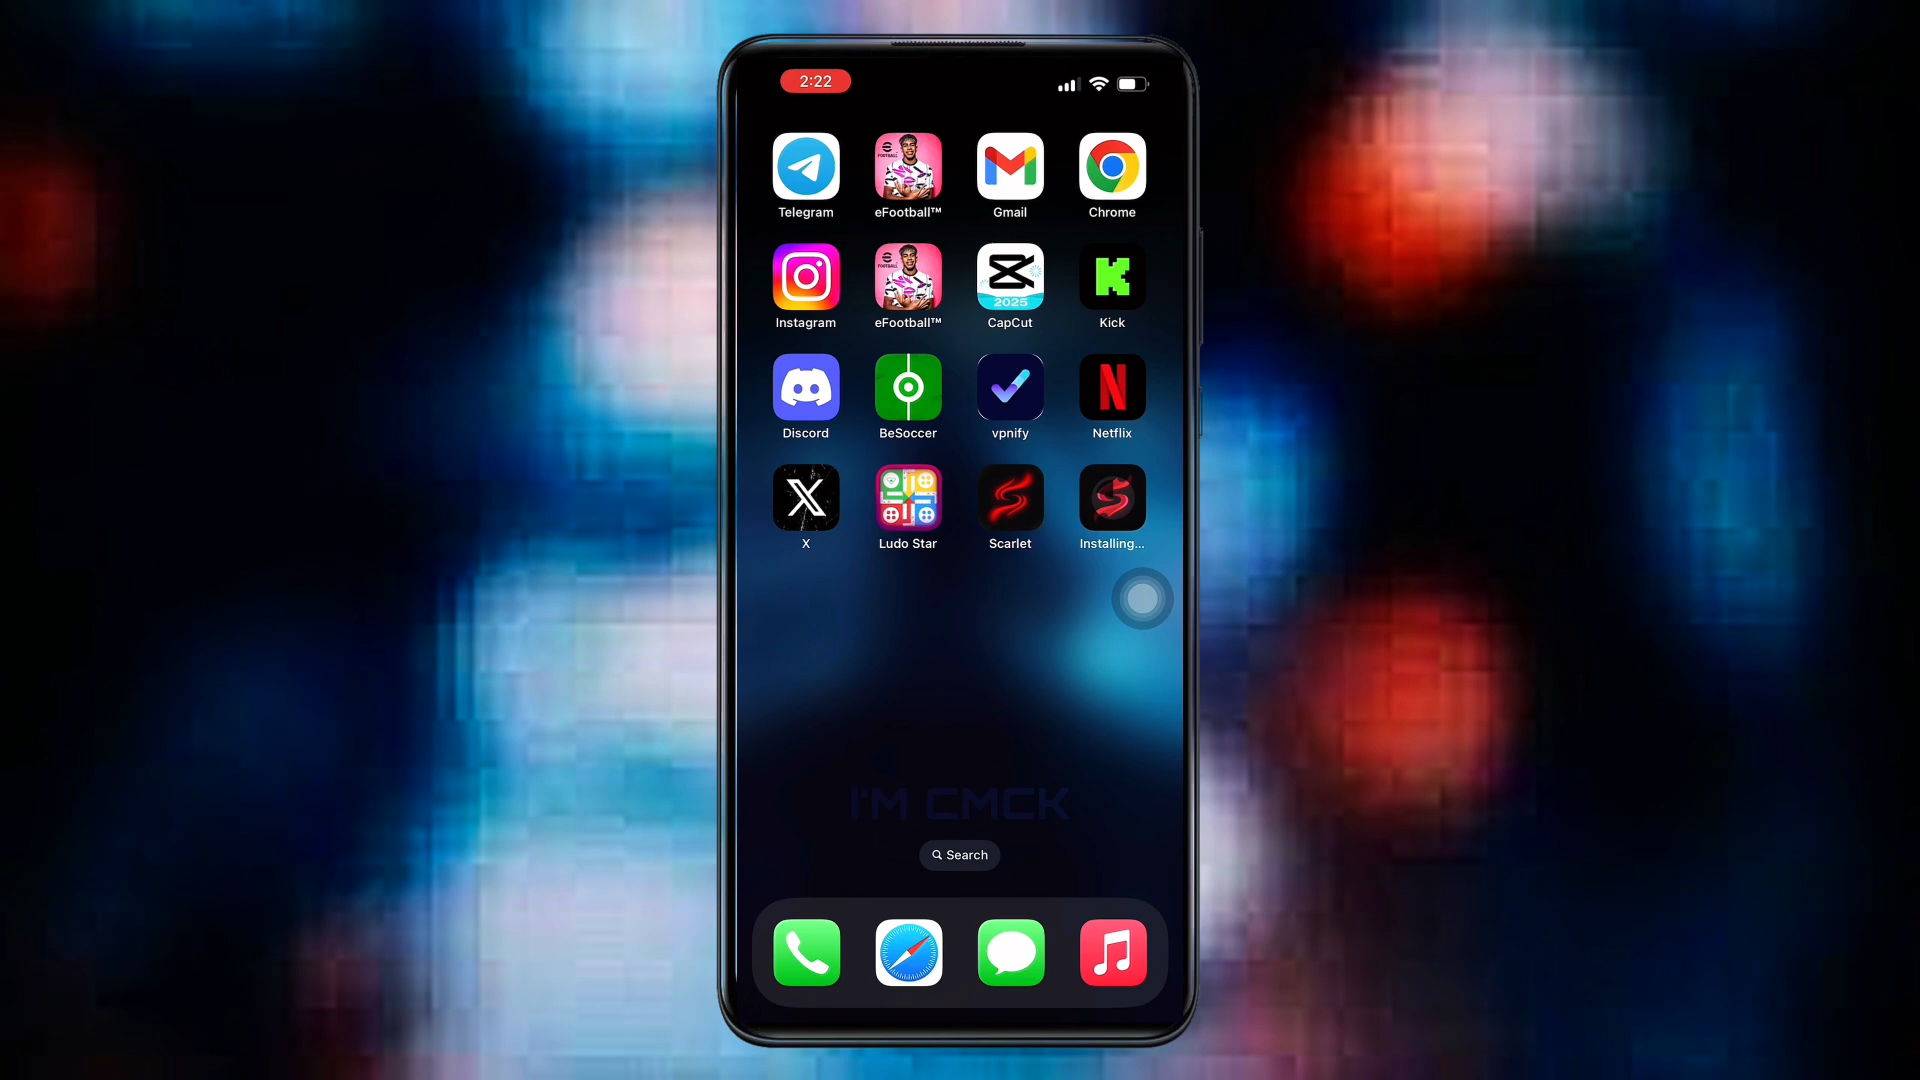 2:22
Telegram
eFootball™
Gmail
Chrome
Instagram
eFootball™
CapCut
Kick
Discord
BeSoccer
vpnify
Netflix
X
Ludo Star
Scarlet
Installing...
2025
I'M CMCK
Search